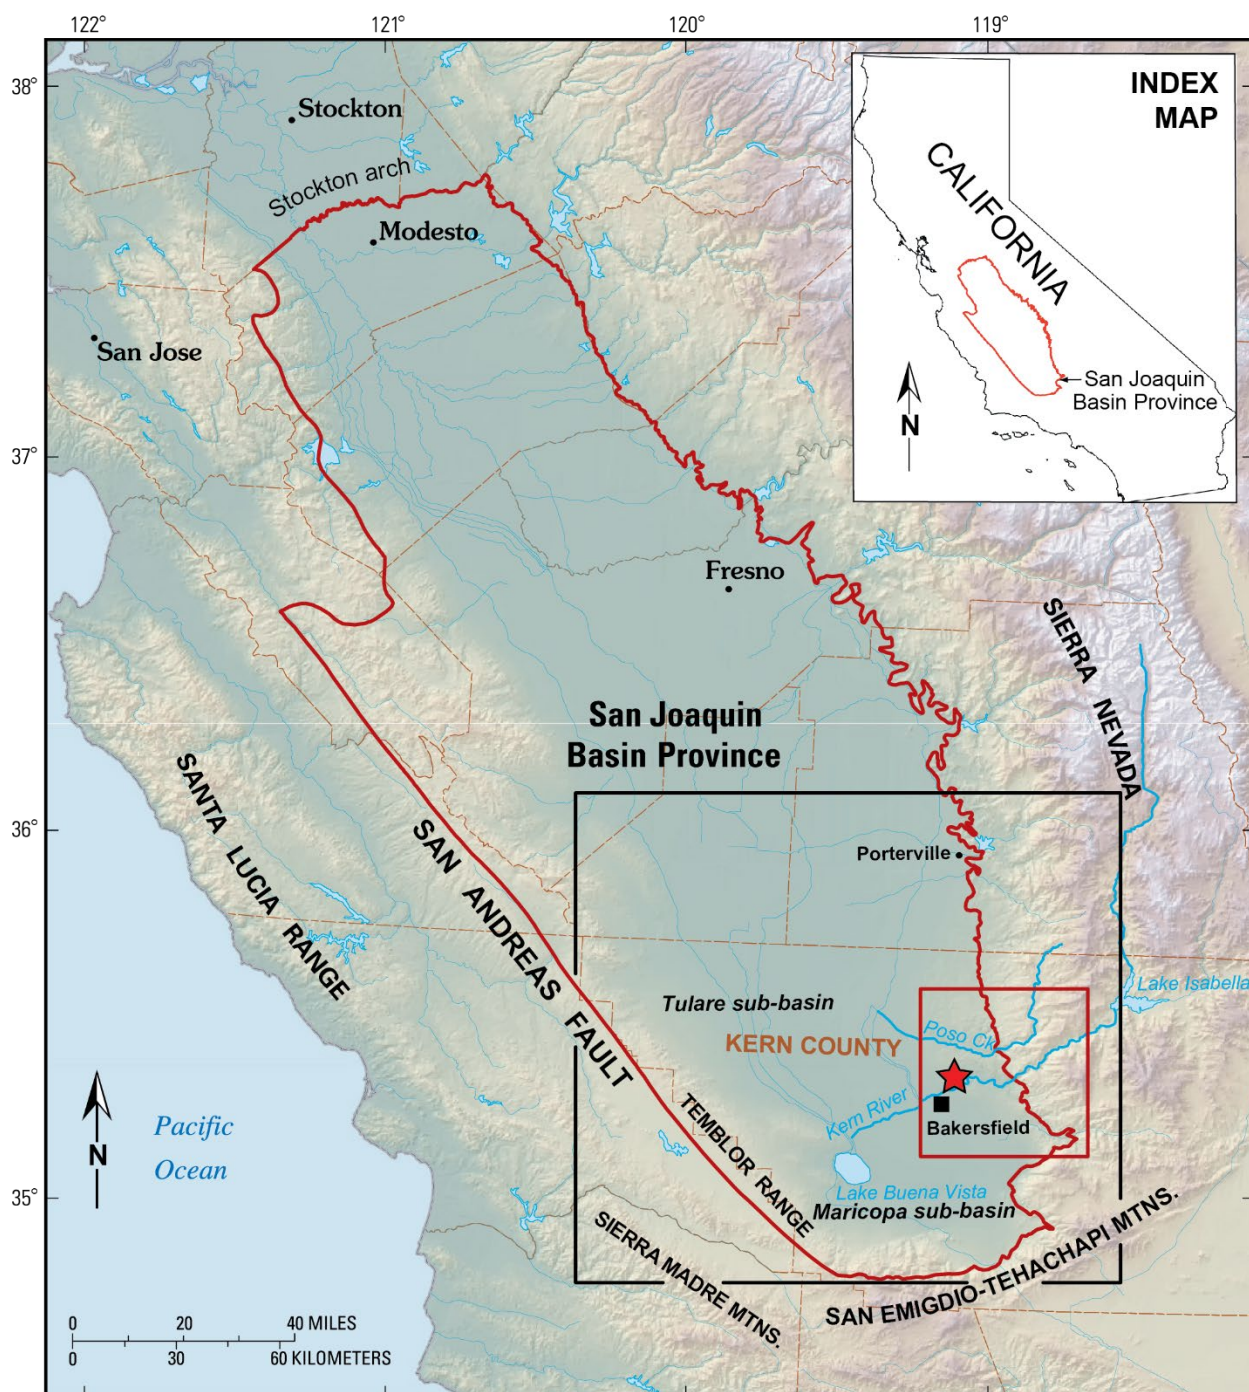 122°
121°
120°
119°
38°
37°
36°
35°
INDEX
MAP
CALIFORNIA
San Joaquin
Basin Province
N
Stockton
Stockton arch
Modesto
San Jose
Fresno
SIERRA NEVADA
San Joaquin
Basin Province
SANTA LUCIA RANGE
SAN ANDREAS FAULT
Porterville
Lake Isabella
Tulare sub-basin
Poso Ck
KERN COUNTY
Kern River
Bakersfield
TEMBLOR RANGE
Lake Buena Vista
Maricopa sub-basin
SIERRA MADRE MTNS.
SAN EMIGDIO-TEHACHAPI MTNS.
N
Pacific
Ocean
0 20 40 MILES
0 30 60 KILOMETERS